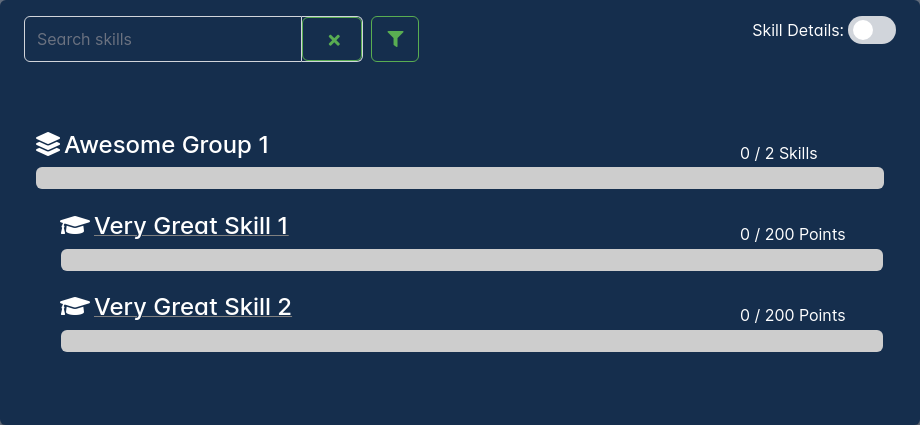 Search skills
Skill Details:
Awesome Group 1
0 / 2 Skills
Very Great Skill 1
0 / 200 Points
Very Great Skill 2
0 / 200 Points